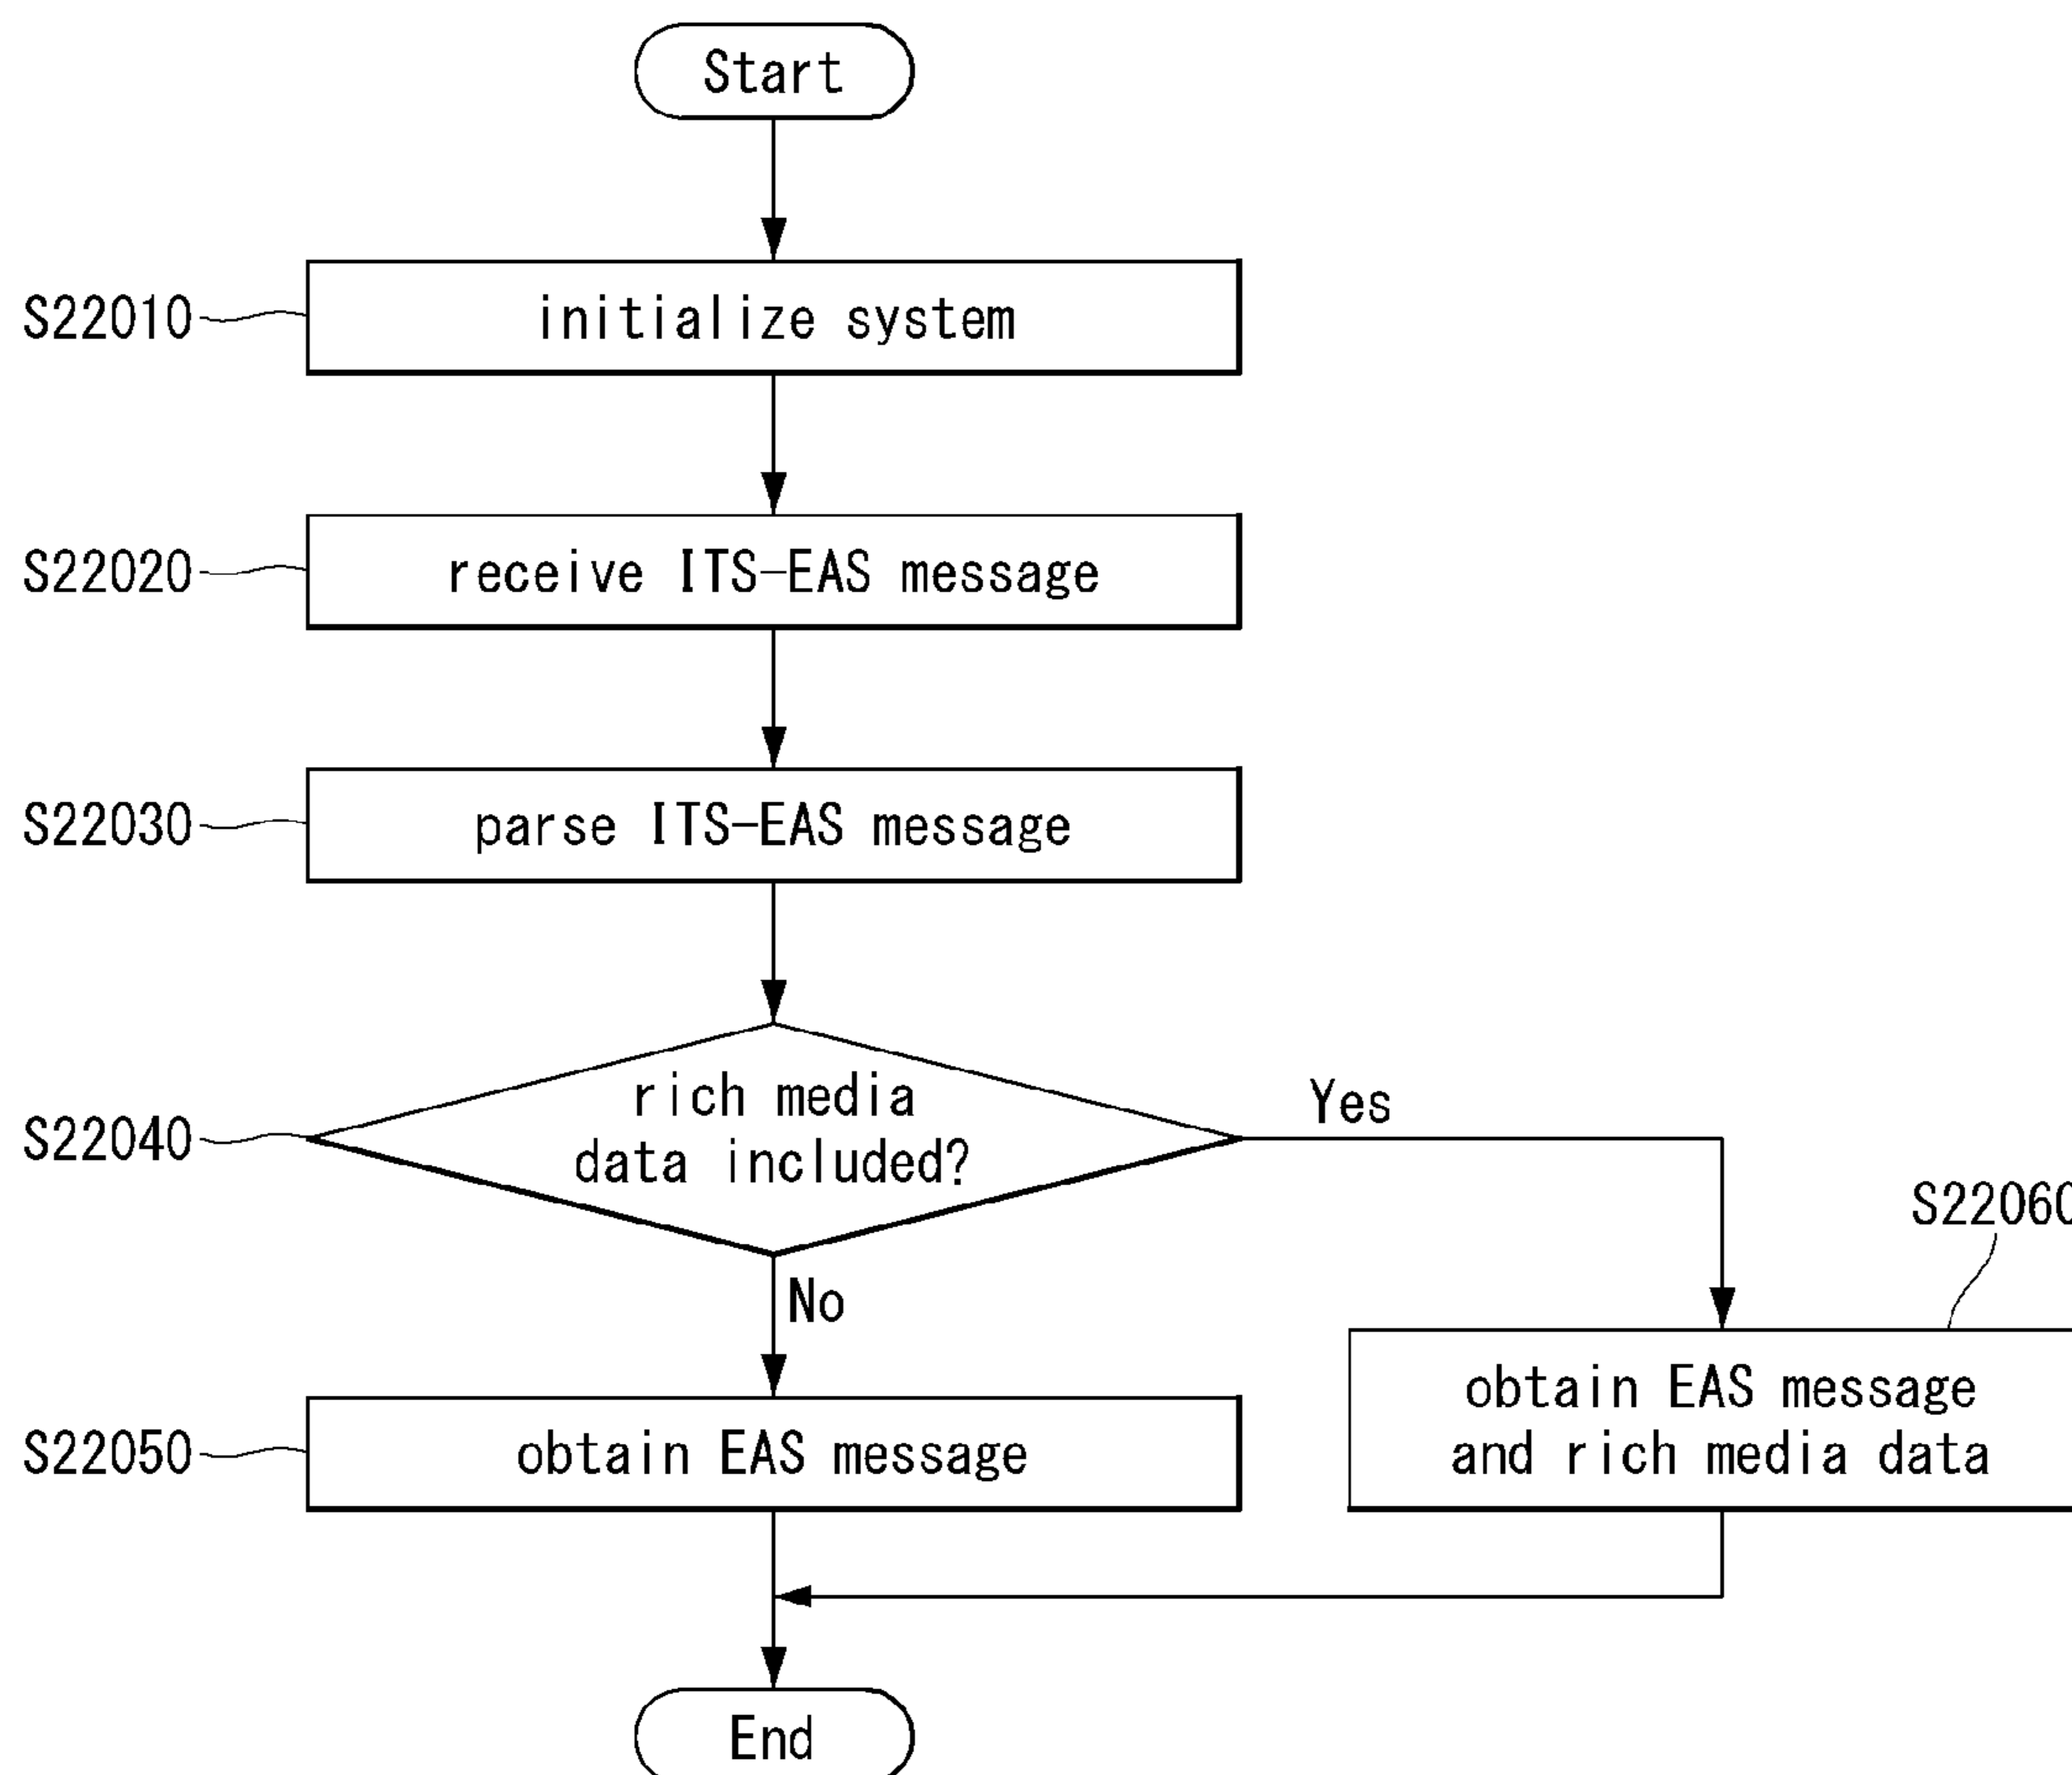 Start
S22010
initialize system
S22020
receive ITS-EAS message
S22030
parse ITS-EAS message
S22040
rich media
data included?
Yes
S22060
No
obtain EAS message
and rich media data
S22050
obtain EAS message
End